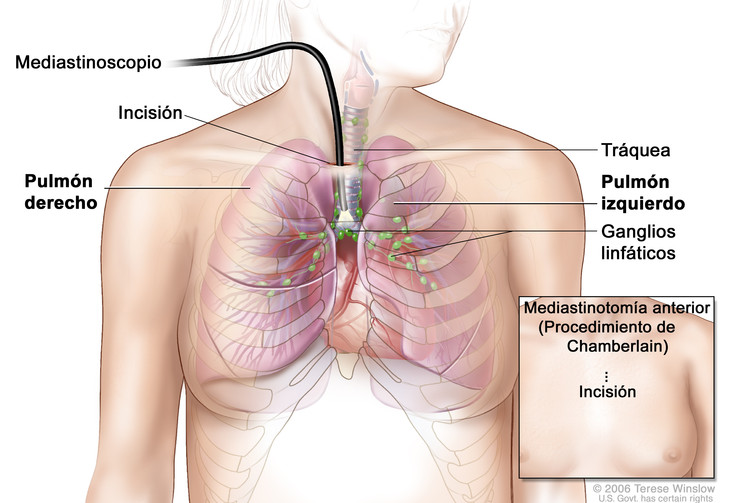 Mediastinoscopio
Incisión
Tráquea
Pulmón
derecho
Pulmón
izquierdo
Ganglios
linfáticos
Mediastinotomía anterior
(Procedimiento de
Chamberlain)
Incisión
© 2006 Terese Winslow
U.S. Govt. has certain rights